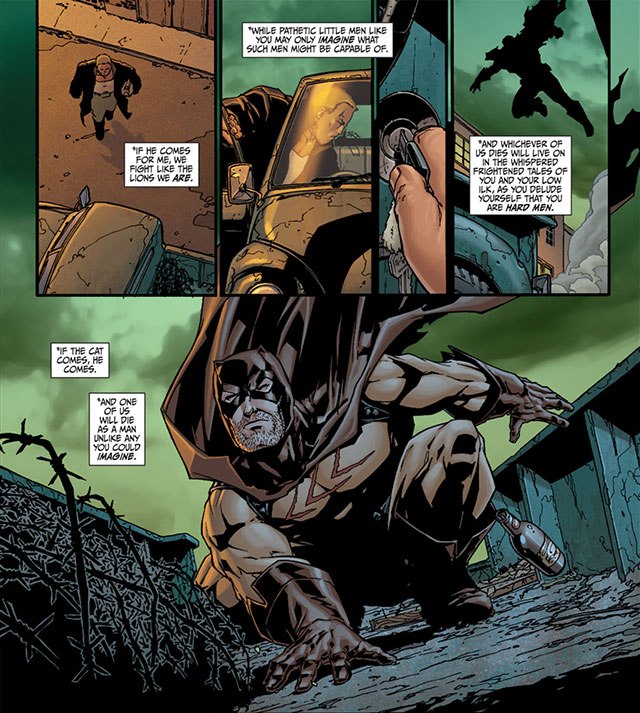 "IF HE COMES
FOR ME, WE
FIGHT LIKE THE
LIONS WE ARE.
"WHILE PATHETIC LITTLE MEN LIKE
YOU MAY ONLY IMAGINE WHAT
SUCH MEN MIGHT BE CAPABLE OF.
"AND WHICHEVER OF
US DIES WILL LIVE ON
IN THE WHISPERED
FRIGHTENED TALES OF
YOU AND YOUR LOW
ILK, AS YOU DELUDE
YOURSELF THAT YOU
ARE HARD MEN.
"IF THE CAT
COMES, HE
COMES.
"AND ONE
OF US
WILL DIE
AS A MAN
UNLIKE ANY
YOU COULD
IMAGINE.